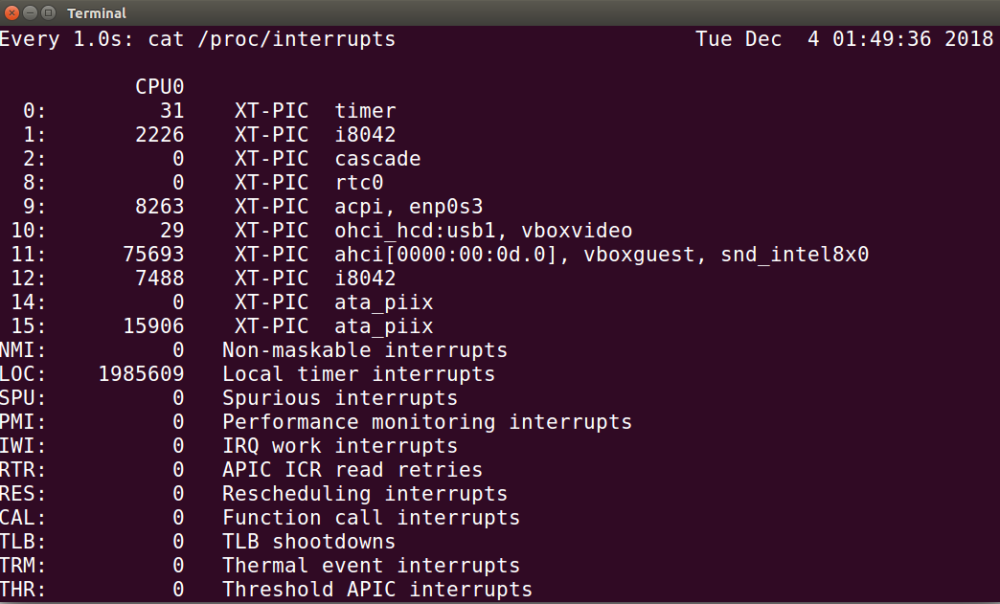 Terminal
Every 1.0s: cat /proc/interrupts Tue Dec  4 01:49:36 2018
CPU0
0: 31 XT-PIC timer
1: 2226 XT-PIC i8042
2: 0 XT-PIC cascade
8: 0 XT-PIC rtc0
9: 8263 XT-PIC acpi, enp0s3
10: 29 XT-PIC ohci_hcd:usb1, vboxvideo
11: 75693 XT-PIC ahci[0000:00:0d.0], vboxguest, snd_intel8x0
12: 7488 XT-PIC i8042
14: 0 XT-PIC ata_piix
15: 15906 XT-PIC ata_piix
NMI: 0 Non-maskable interrupts
LOC: 1985609 Local timer interrupts
SPU: 0 Spurious interrupts
PMI: 0 Performance monitoring interrupts
IWI: 0 IRQ work interrupts
RTR: 0 APIC ICR read retries
RES: 0 Rescheduling interrupts
CAL: 0 Function call interrupts
TLB: 0 TLB shootdowns
TRM: 0 Thermal event interrupts
THR: 0 Threshold APIC interrupts